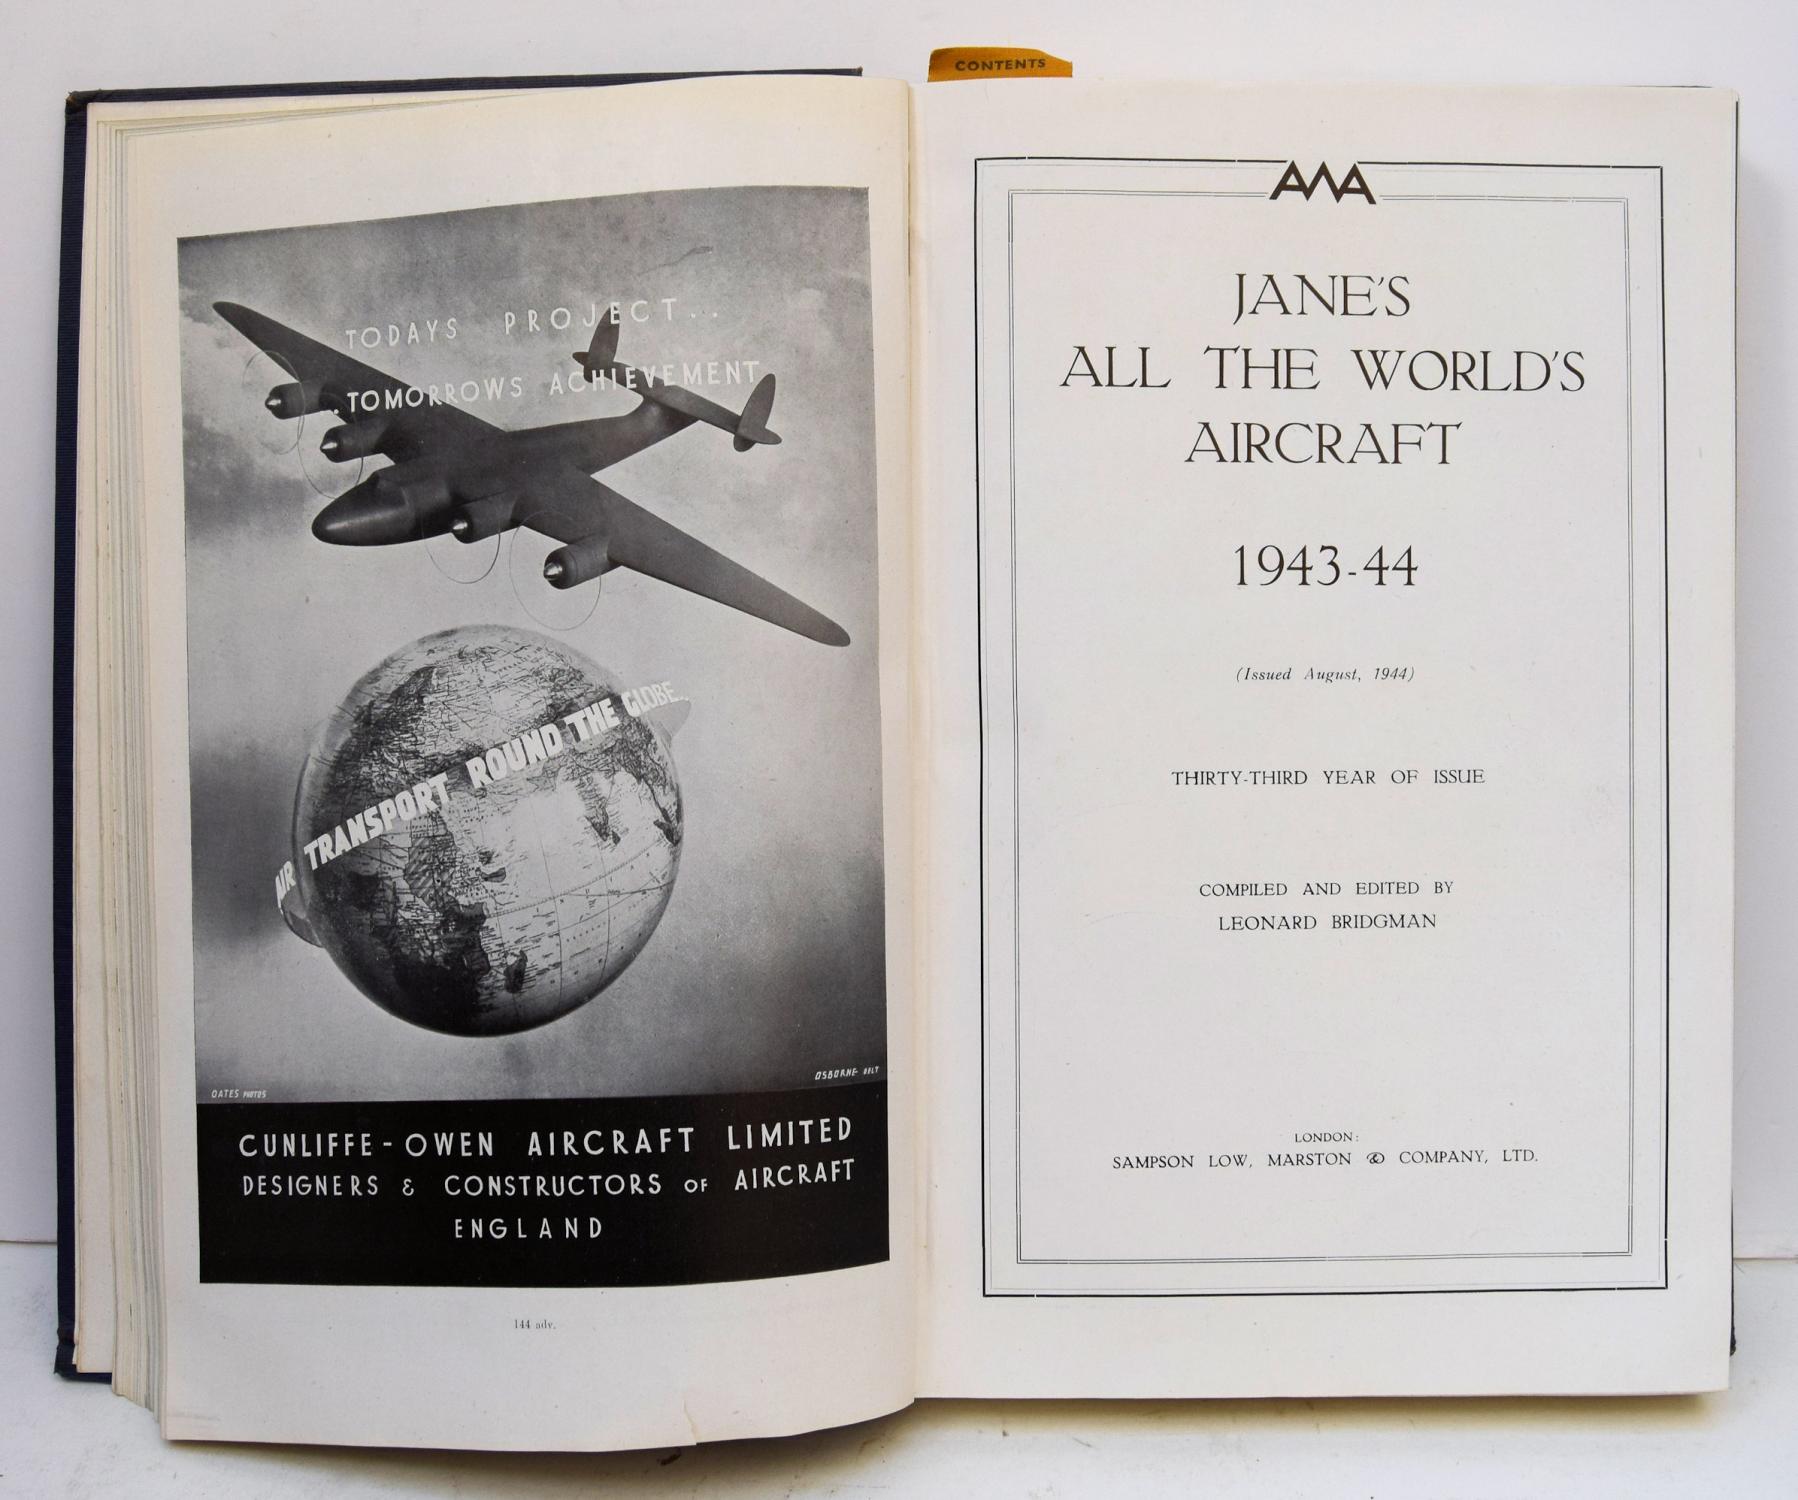 CONTENTS
TODAYS PROJECT..
..TOMORROWS ACHIEVEMENT
AIR TRANSPORT ROUND THE GLOBE..
OATES PHOTOS
OSBORNE-BELT
CUNLIFFE-OWEN AIRCRAFT LIMITED
DESIGNERS & CONSTRUCTORS OF AIRCRAFT
ENGLAND
144 adv.
AWA
JANE'S
ALL THE WORLD'S
AIRCRAFT
1943-44
(Issued August, 1944)
THIRTY-THIRD YEAR OF ISSUE
COMPILED AND EDITED BY
LEONARD BRIDGMAN
LONDON:
SAMPSON LOW, MARSTON & COMPANY, LTD.